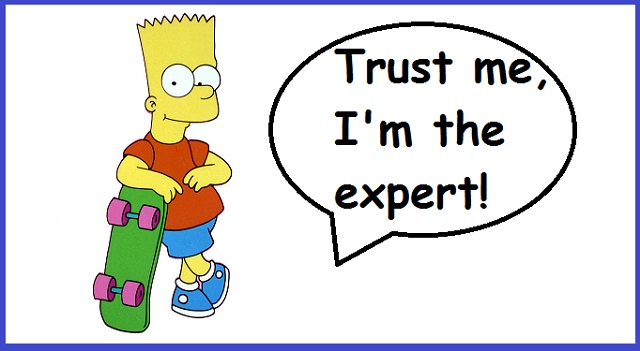 Trust me,
I'm the
expert!